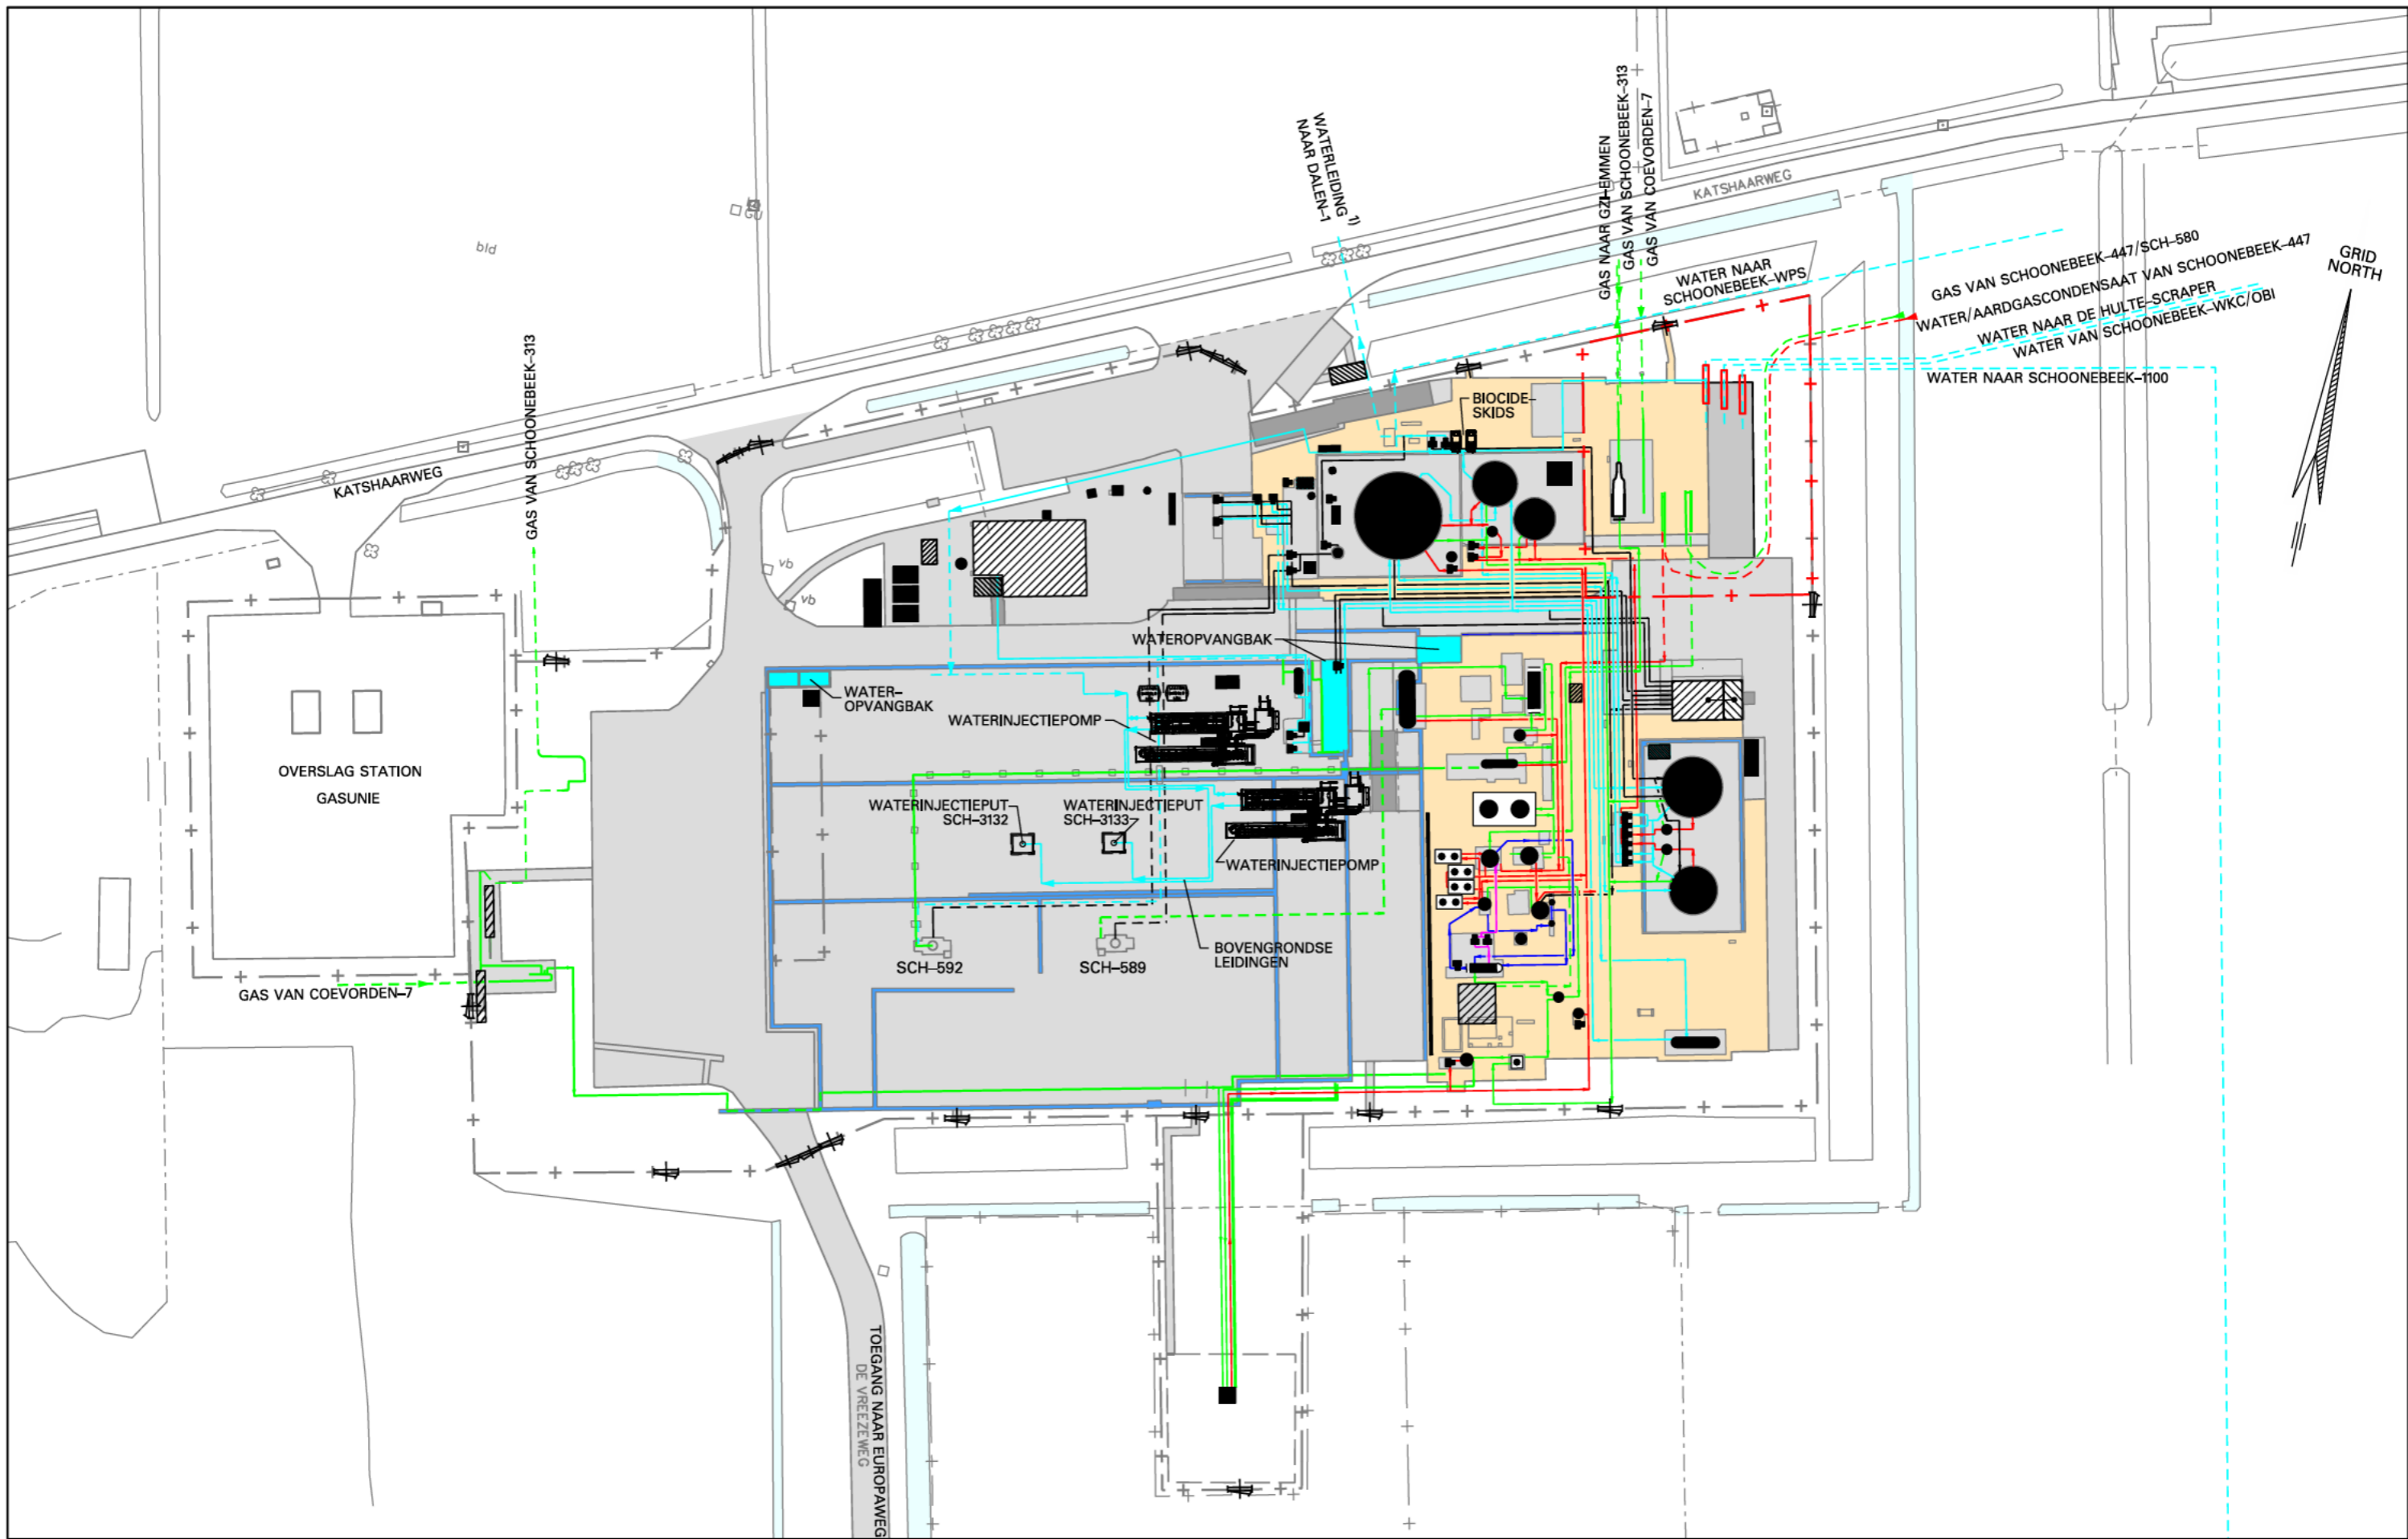 WATERLEIDING 1)
NAAR DALEN-1
GAS NAAR GZI-EMMEN
GAS VAN SCHOONEBEEK-313
GAS VAN COEVORDEN-7
KATSHAARWEG
bld
GRID
NORTH
WATER NAAR
SCHOONEBEEK-WPS
GAS VAN SCHOONEBEEK-447/SCH-580
WATER/AARDGASCONDENSAAT VAN SCHOONEBEEK-447
WATER NAAR DE HULTE-SCRAPER
WATER VAN SCHOONEBEEK-WKC/OBI
WATER NAAR SCHOONEBEEK-1100
GAS VAN SCHOONEBEEK-313
KATSHAARWEG
BIOCIDE-
SKIDS
vb
vb
WATEROPVANGBAK
WATER-
OPVANGBAK
WATERINJECTIEPOMP
OVERSLAG STATION
GASUNIE
WATERINJECTIEPUT
SCH-3132
WATERINJECTIEPUT
SCH-3133
WATERINJECTIEPOMP
BOVENGRONDSE
LEIDINGEN
SCH-592
SCH-589
GAS VAN COEVORDEN-7
TOEGANG NAAR EUROPAWEG
DE VREEZEWEG